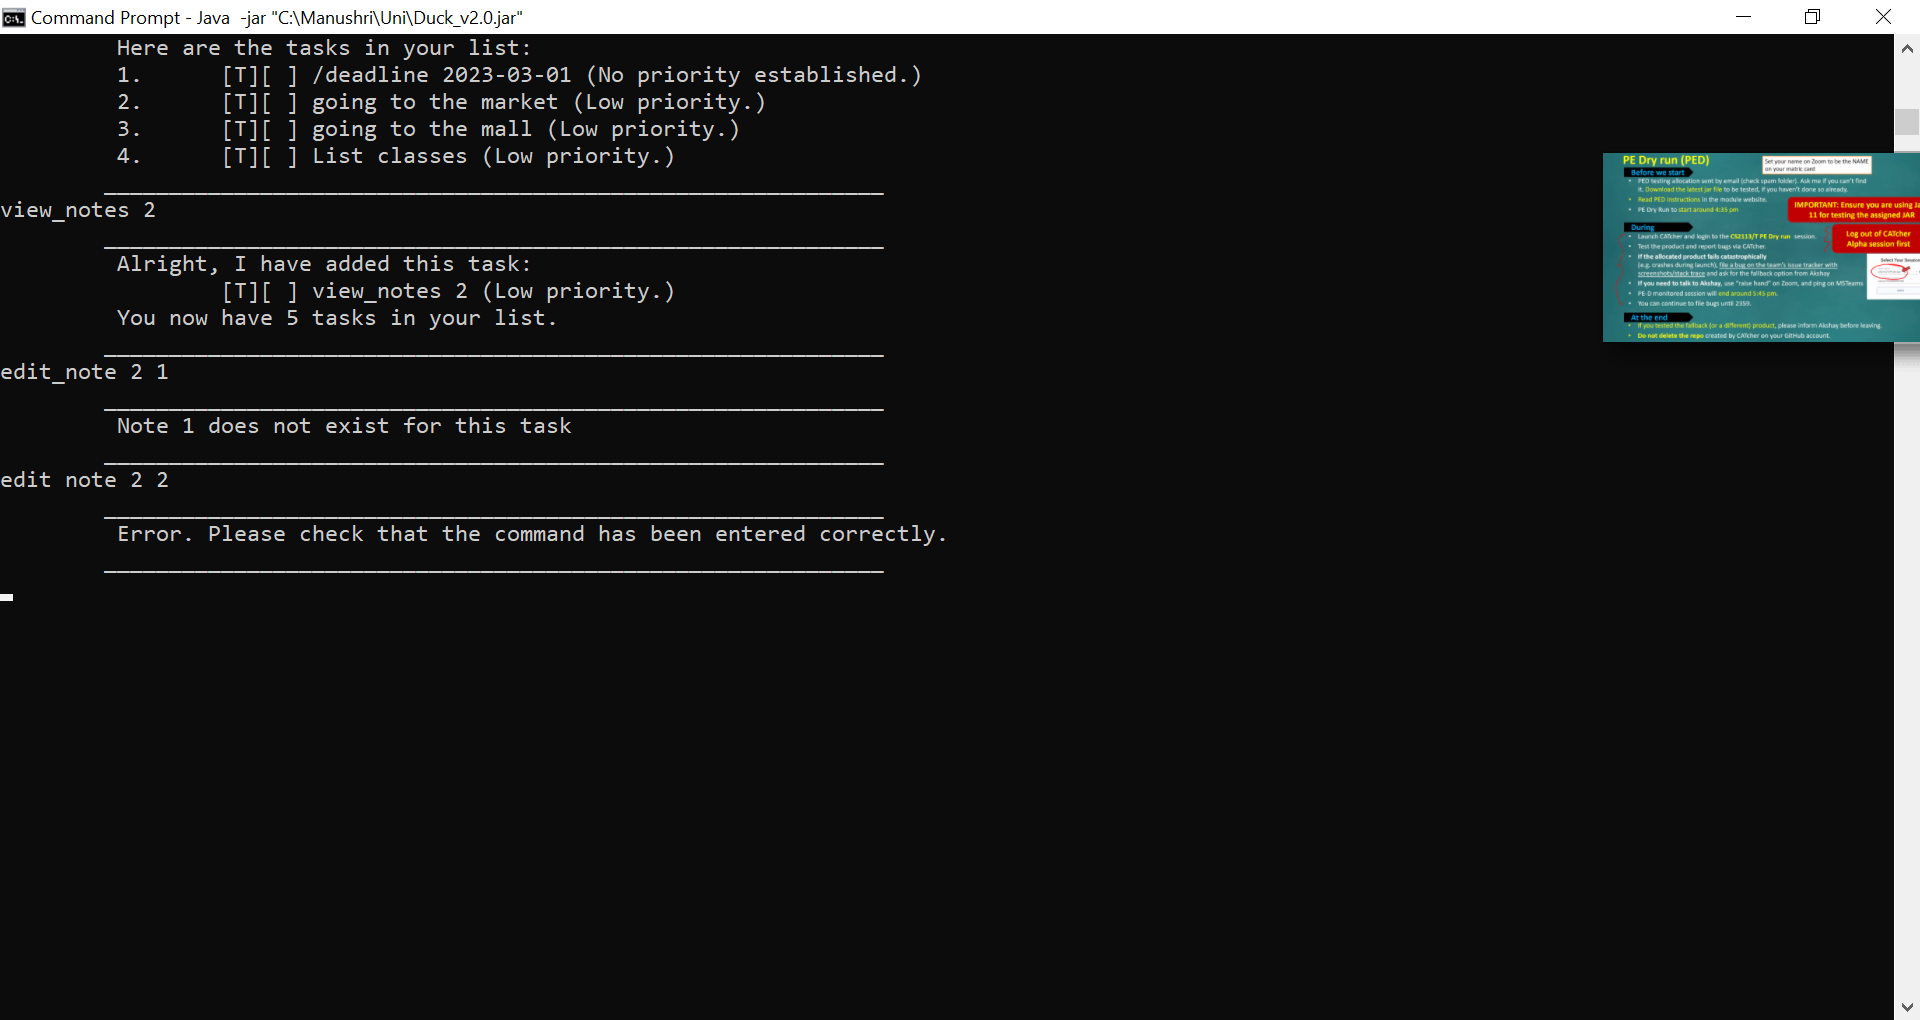 Command Prompt - Java  -jar "C:\Manushri\Uni\Duck_v2.0.jar"
Here are the tasks in your list:
1.      [T][ ] /deadline 2023-03-01 (No priority established.)
2.      [T][ ] going to the market (Low priority.)
3.      [T][ ] going to the mall (Low priority.)
4.      [T][ ] List classes (Low priority.)
view_notes 2
Alright, I have added this task:
[T][ ] view_notes 2 (Low priority.)
You now have 5 tasks in your list.
edit_note 2 1
Note 1 does not exist for this task
edit note 2 2
Error. Please check that the command has been entered correctly.
PE Dry run (PED)
Set your name on Zoom to be the NAME
on your matric card
Before we start
• PED testing allocation sent by email (check spam folder). Ask me if you can't find
it. Download the latest jar file to be tested, if you haven't done so already.
• Read PED instructions in the module website.
• PE Dry Run to start around 4:35 pm
IMPORTANT: Ensure you are using Ja
11 for testing the assigned JAR
During
• Launch CATcher and login to the CS2113/T PE Dry run session.
• Test the product and report bugs via CATcher.
• If the allocated product fails catastrophically
(e.g. crashes during launch), file a bug on the team's issue tracker with
screenshots/stack trace and ask for the fallback option from Akshay
• If you need to talk to Akshay, use "raise hand" on Zoom, and ping on MSTeams
• PE-D monitored session will end around 5:45 pm.
• You can continue to file bugs until 2359.
Log out of CATcher
Alpha session first
Select Your Session
At the end
• If you tested the fallback (or a different) product, please inform Akshay before leaving.
• Do not delete the repo created by CATcher on your GitHub account.